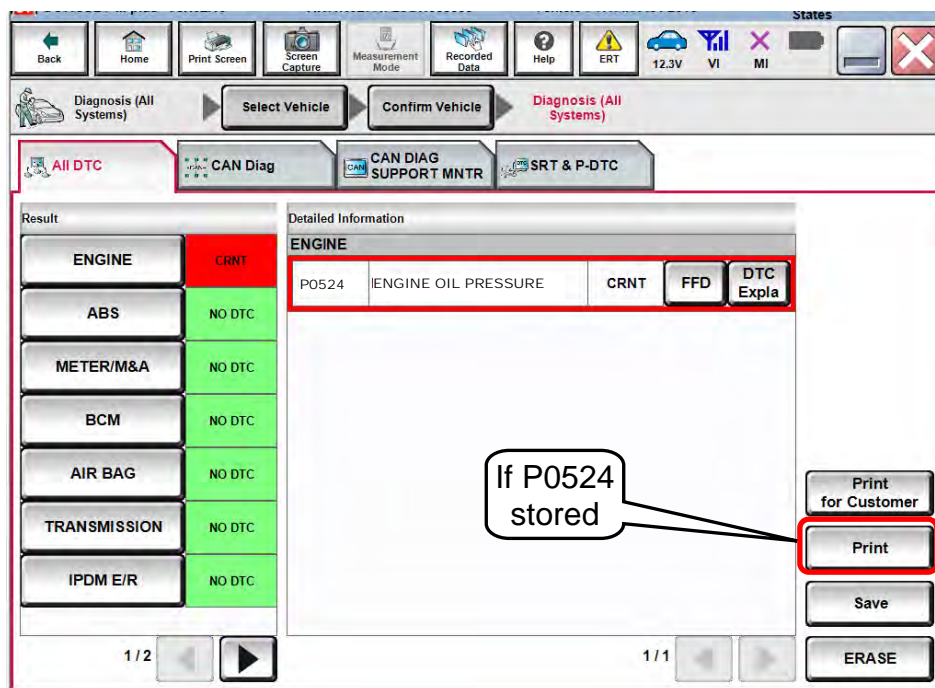 States
Back
Home
Print Screen
Screen Capture
Measurement Mode
Recorded Data
Help
ERT
12.3V
VI
MI
Diagnosis (All Systems)
Select Vehicle
Confirm Vehicle
Diagnosis (All Systems)
All DTC
CAN Diag
CAN
CAN DIAG SUPPORT MNTR
SRT & P-DTC
Result
Detailed Information
ENGINE CRNT
ABS NO DTC
METER/M&A NO DTC
BCM NO DTC
AIR BAG NO DTC
TRANSMISSION NO DTC
IPDM E/R NO DTC
1/2
ENGINE
P0524 ENGINE OIL PRESSURE CRNT FFD DTC Expla
If P0524
stored
1/1
Print
for Customer
Print
Save
ERASE